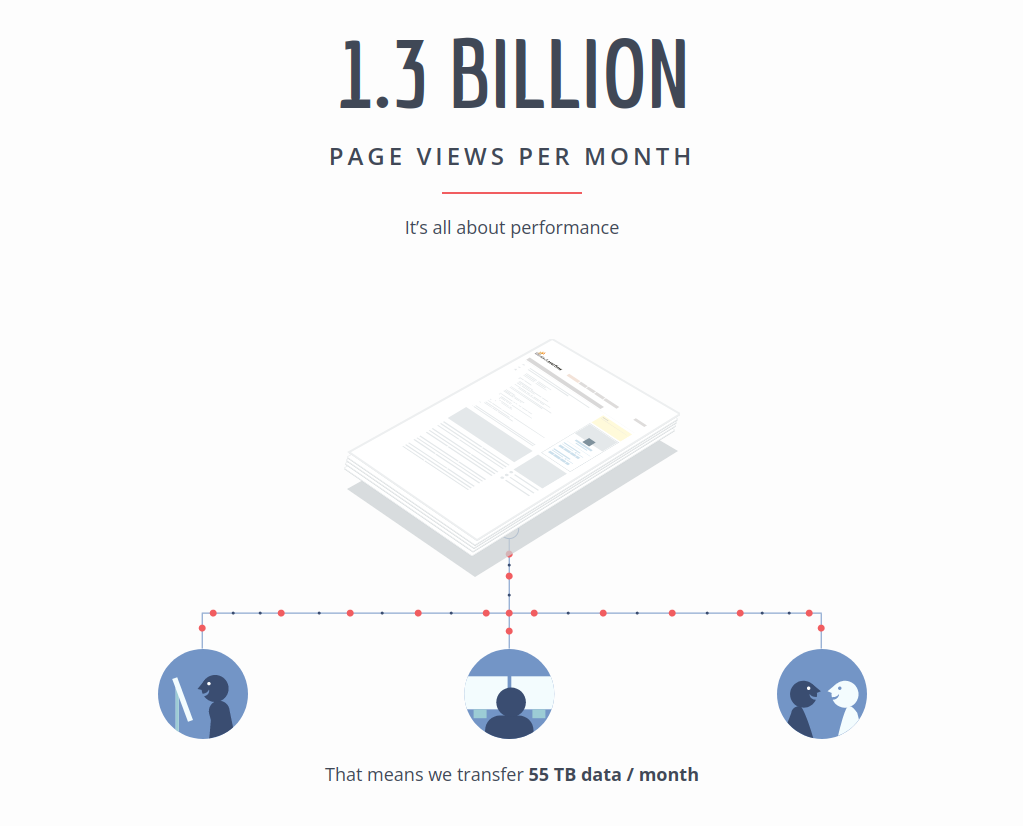 1.3 BILLION
PAGE VIEWS PER MONTH
It’s all about performance
That means we transfer 55 TB data / month